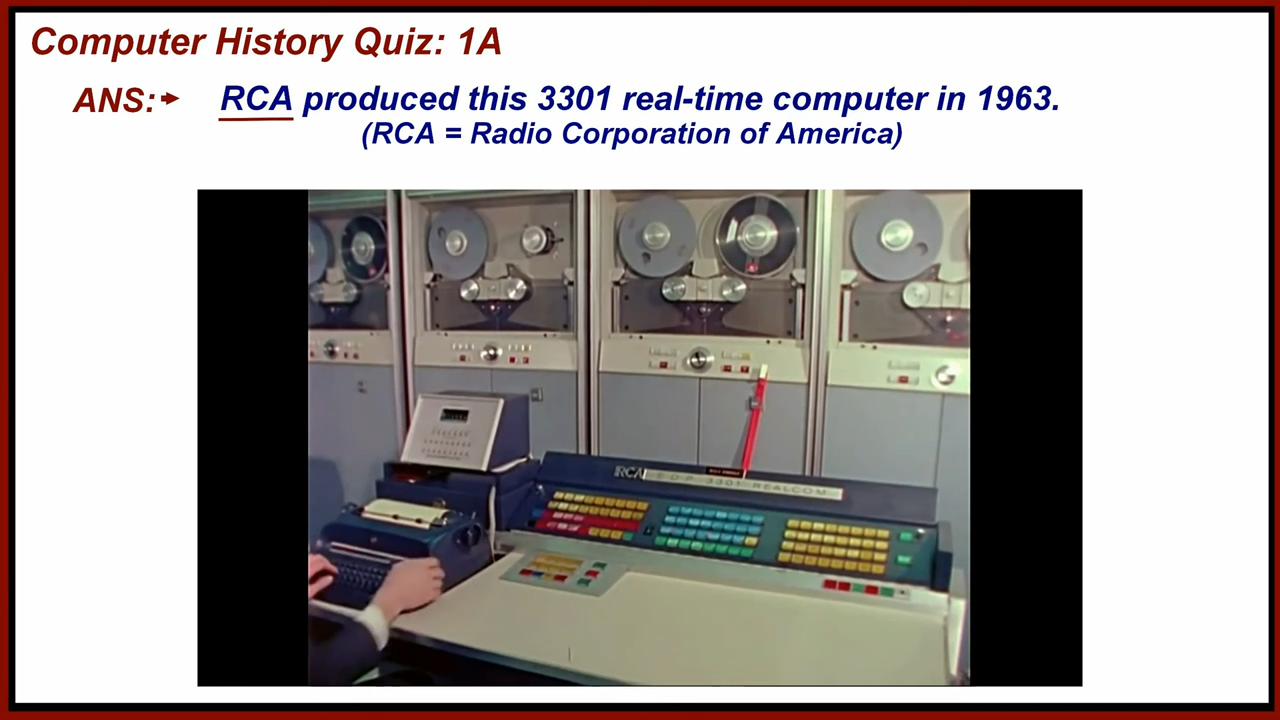 Computer History Quiz: 1A
ANS: RCA produced this 3301 real-time computer in 1963.
(RCA = Radio Corporation of America)
RCA E D P 3301 REALCOM